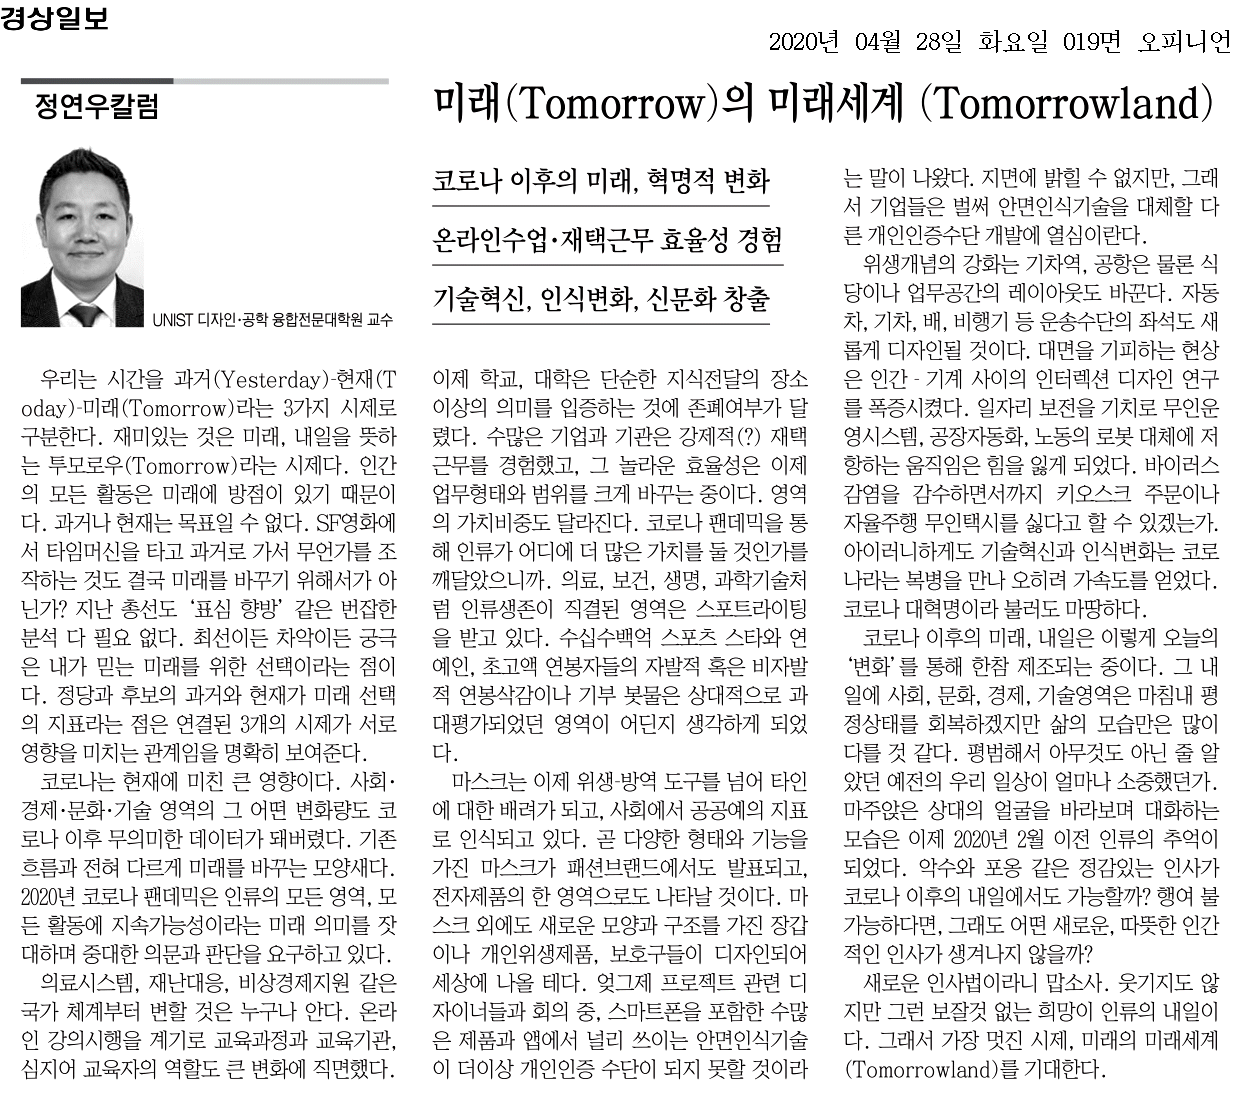 경상일보
2020년 04월 28일 화요일 019면 오피니언
정연우칼럼
UNIST 디자인·공학 융합전문대학원 교수
미래(Tomorrow)의 미래세계 (Tomorrowland)
코로나 이후의 미래, 혁명적 변화
온라인수업·재택근무 효율성 경험
기술혁신, 인식변화, 신문화 창출
우리는 시간을 과거(Yesterday)-현재(T
oday)-미래(Tomorrow)라는 3가지 시제로
구분한다. 재미있는 것은 미래, 내일을 뜻하
는 투모로우(Tomorrow)라는 시제다. 인간
의 모든 활동은 미래에 방점이 있기 때문이
다. 과거나 현재는 목표일 수 없다. SF영화에
서 타임머신을 타고 과거로 가서 무언가를 조
작하는 것도 결국 미래를 바꾸기 위해서가 아
닌가? 지난 총선도 ‘표심 향방’ 같은 번잡한
분석 다 필요 없다. 최선이든 차악이든 궁극
은 내가 믿는 미래를 위한 선택이라는 점이
다. 정당과 후보의 과거와 현재가 미래 선택
의 지표라는 점은 연결된 3개의 시제가 서로
영향을 미치는 관계임을 명확히 보여준다.
코로나는 현재에 미친 큰 영향이다. 사회·
경제·문화·기술 영역의 그 어떤 변화량도 코
로나 이후 무의미한 데이터가 돼버렸다. 기존
흐름과 전혀 다르게 미래를 바꾸는 모양새다.
2020년 코로나 팬데믹은 인류의 모든 영역, 모
든 활동에 지속가능성이라는 미래 의미를 잣
대하며 중대한 의문과 판단을 요구하고 있다.
의료시스템, 재난대응, 비상경제지원 같은
국가 체계부터 변할 것은 누구나 안다. 온라
인 강의시행을 계기로 교육과정과 교육기관,
심지어 교육자의 역할도 큰 변화에 직면했다.
이제 학교, 대학은 단순한 지식전달의 장소
이상의 의미를 입증하는 것에 존폐여부가 달
렸다. 수많은 기업과 기관은 강제적(?) 재택
근무를 경험했고, 그 놀라운 효율성은 이제
업무형태와 범위를 크게 바꾸는 중이다. 영역
의 가치비중도 달라진다. 코로나 팬데믹을 통
해 인류가 어디에 더 많은 가치를 둘 것인가를
깨달았으니까. 의료, 보건, 생명, 과학기술처
럼 인류생존이 직결된 영역은 스포트라이팅
을 받고 있다. 수십수백억 스포츠 스타와 연
예인, 초고액 연봉자들의 자발적 혹은 비자발
적 연봉삭감이나 기부 봇물은 상대적으로 과
대평가되었던 영역이 어딘지 생각하게 되었
다.
마스크는 이제 위생-방역 도구를 넘어 타인
에 대한 배려가 되고, 사회에서 공공예의 지표
로 인식되고 있다. 곧 다양한 형태와 기능을
가진 마스크가 패션브랜드에서도 발표되고,
전자제품의 한 영역으로도 나타날 것이다. 마
스크 외에도 새로운 모양과 구조를 가진 장갑
이나 개인위생제품, 보호구들이 디자인되어
세상에 나올 테다. 엊그제 프로젝트 관련 디
자이너들과 회의 중, 스마트폰을 포함한 수많
은 제품과 앱에서 널리 쓰이는 안면인식기술
이 더이상 개인인증 수단이 되지 못할 것이라
는 말이 나왔다. 지면에 밝힐 수 없지만, 그래
서 기업들은 벌써 안면인식기술을 대체할 다
른 개인인증수단 개발에 열심이란다.
위생개념의 강화는 기차역, 공항은 물론 식
당이나 업무공간의 레이아웃도 바꾼다. 자동
차, 기차, 배, 비행기 등 운송수단의 좌석도 새
롭게 디자인될 것이다. 대면을 기피하는 현상
은 인간 - 기계 사이의 인터렉션 디자인 연구
를 폭증시켰다. 일자리 보전을 기치로 무인운
영시스템, 공장자동화, 노동의 로봇 대체에 저
항하는 움직임은 힘을 잃게 되었다. 바이러스
감염을 감수하면서까지 키오스크 주문이나
자율주행 무인택시를 싫다고 할 수 있겠는가.
아이러니하게도 기술혁신과 인식변화는 코로
나라는 복병을 만나 오히려 가속도를 얻었다.
코로나 대혁명이라 불러도 마땅하다.
코로나 이후의 미래, 내일은 이렇게 오늘의
‘변화’를 통해 한참 제조되는 중이다. 그 내
일에 사회, 문화, 경제, 기술영역은 마침내 평
정상태를 회복하겠지만 삶의 모습만은 많이
다를 것 같다. 평범해서 아무것도 아닌 줄 알
았던 예전의 우리 일상이 얼마나 소중했던가.
마주앉은 상대의 얼굴을 바라보며 대화하는
모습은 이제 2020년 2월 이전 인류의 추억이
되었다. 악수와 포옹 같은 정감있는 인사가
코로나 이후의 내일에서도 가능할까? 행여 불
가능하다면, 그래도 어떤 새로운, 따뜻한 인간
적인 인사가 생겨나지 않을까?
새로운 인사법이라니 맙소사. 웃기지도 않
지만 그런 보잘것 없는 희망이 인류의 내일이
다. 그래서 가장 멋진 시제, 미래의 미래세계
(Tomorrowland)를 기대한다.